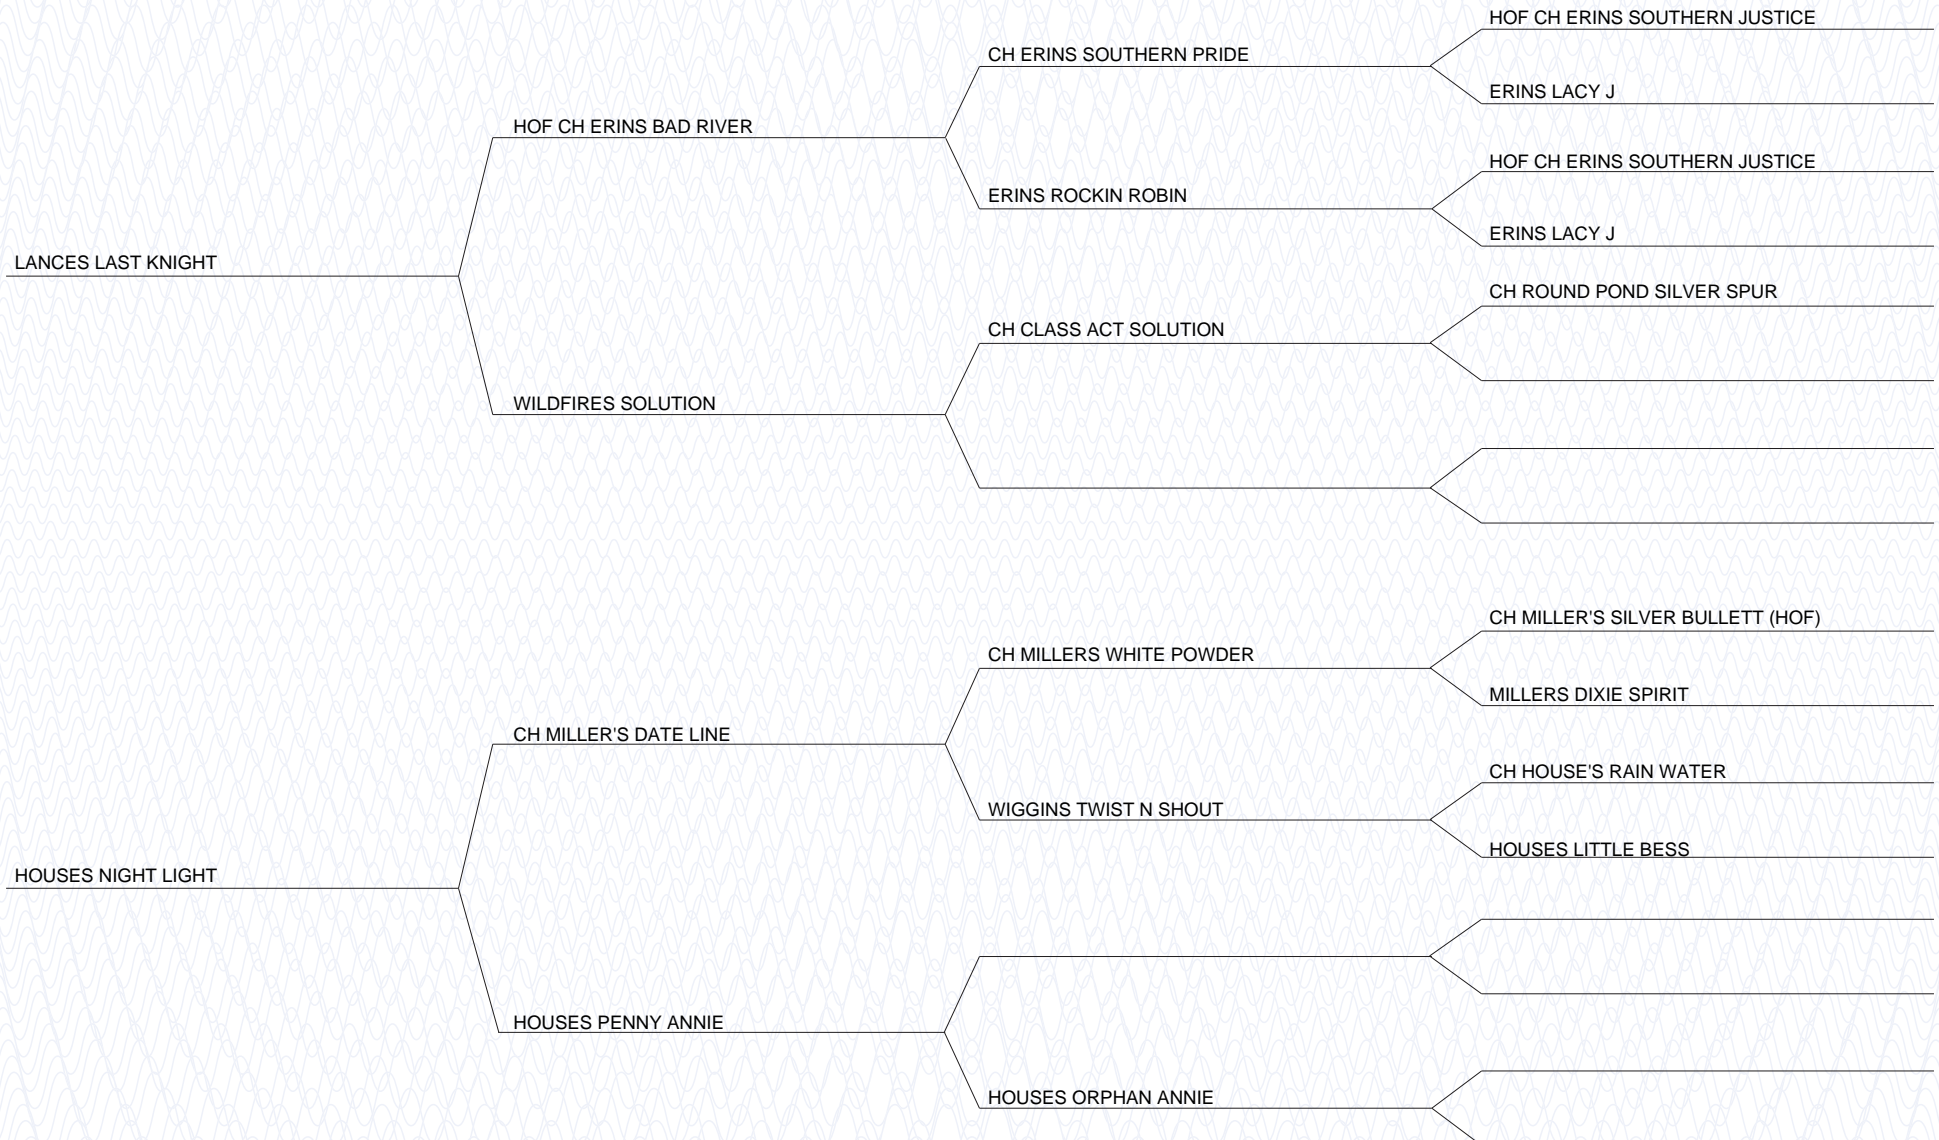 HOF CH ERINS SOUTHERN JUSTICE
CH ERINS SOUTHERN PRIDE
ERINS LACY J
HOF CH ERINS BAD RIVER
HOF CH ERINS SOUTHERN JUSTICE
ERINS ROCKIN ROBIN
ERINS LACY J
LANCES LAST KNIGHT
CH ROUND POND SILVER SPUR
CH CLASS ACT SOLUTION
WILDFIRES SOLUTION
CH MILLER'S SILVER BULLETT (HOF)
CH MILLERS WHITE POWDER
MILLERS DIXIE SPIRIT
CH MILLER'S DATE LINE
CH HOUSE'S RAIN WATER
WIGGINS TWIST N SHOUT
HOUSES LITTLE BESS
HOUSES NIGHT LIGHT
HOUSES PENNY ANNIE
HOUSES ORPHAN ANNIE